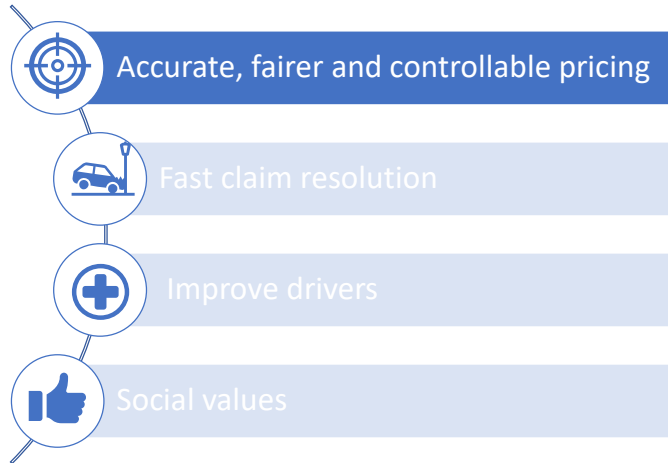 Accurate, fairer and controllable pricing
Fast claim resolution
Improve drivers
Social values